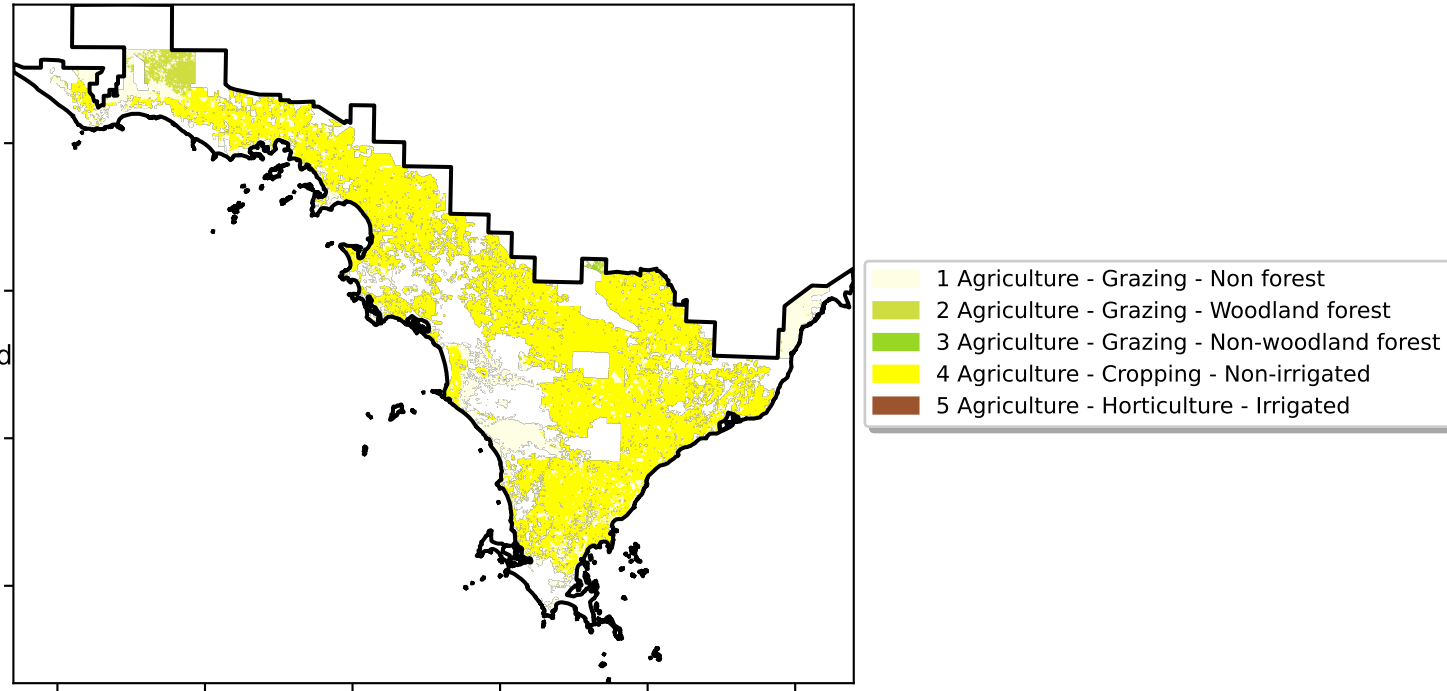 d
1 Agriculture - Grazing - Non forest
2 Agriculture - Grazing - Woodland forest
3 Agriculture - Grazing - Non-woodland forest
4 Agriculture - Cropping - Non-irrigated
5 Agriculture - Horticulture - Irrigated